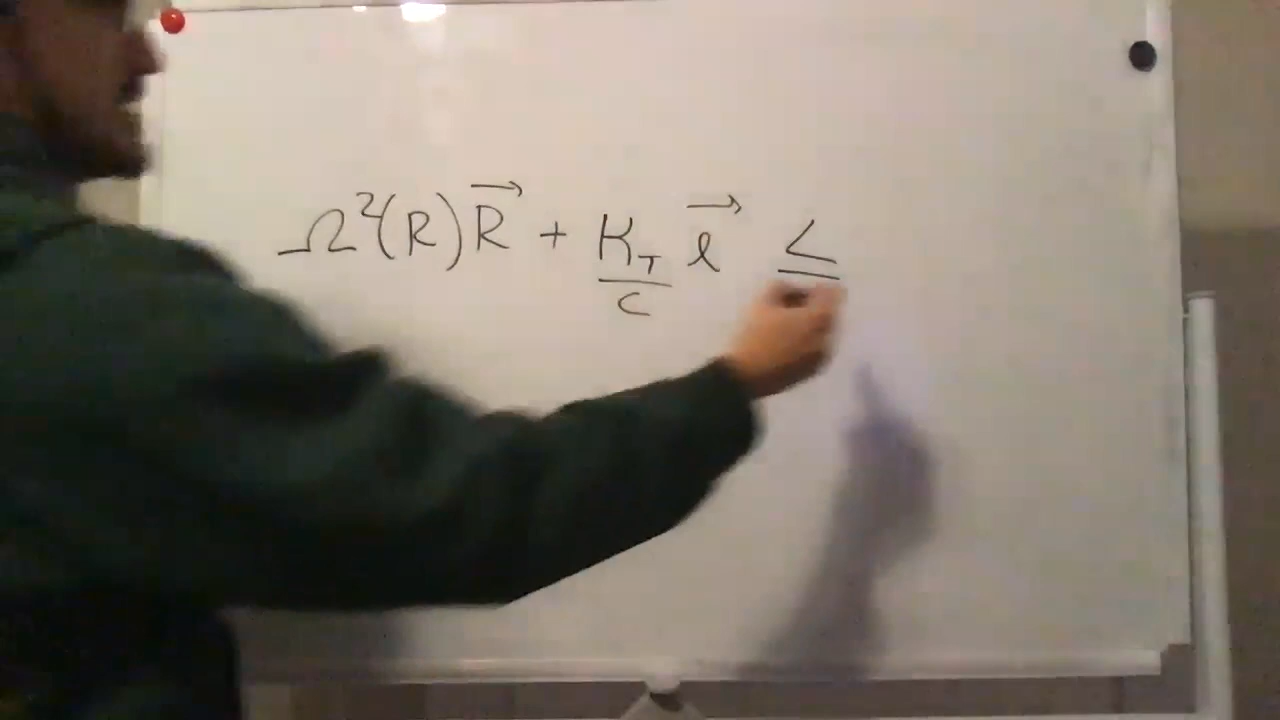 Ω²(R)R⃗ + K_T/c ℓ⃗ ≤